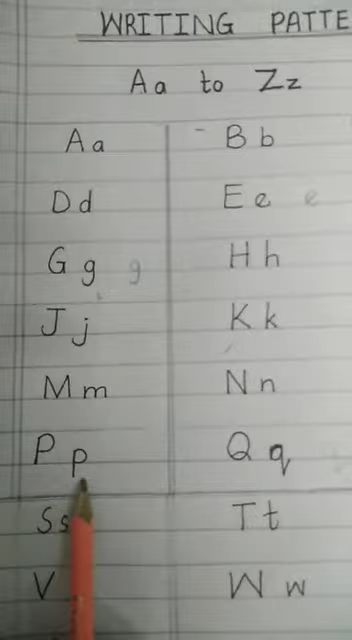 WRITING PATTE
Aa to Zz
Aa Bb
Dd Ee e
Gg g Hh
Jj Kk
Mm Nn
Pp Qq
Ss Tt
V Ww